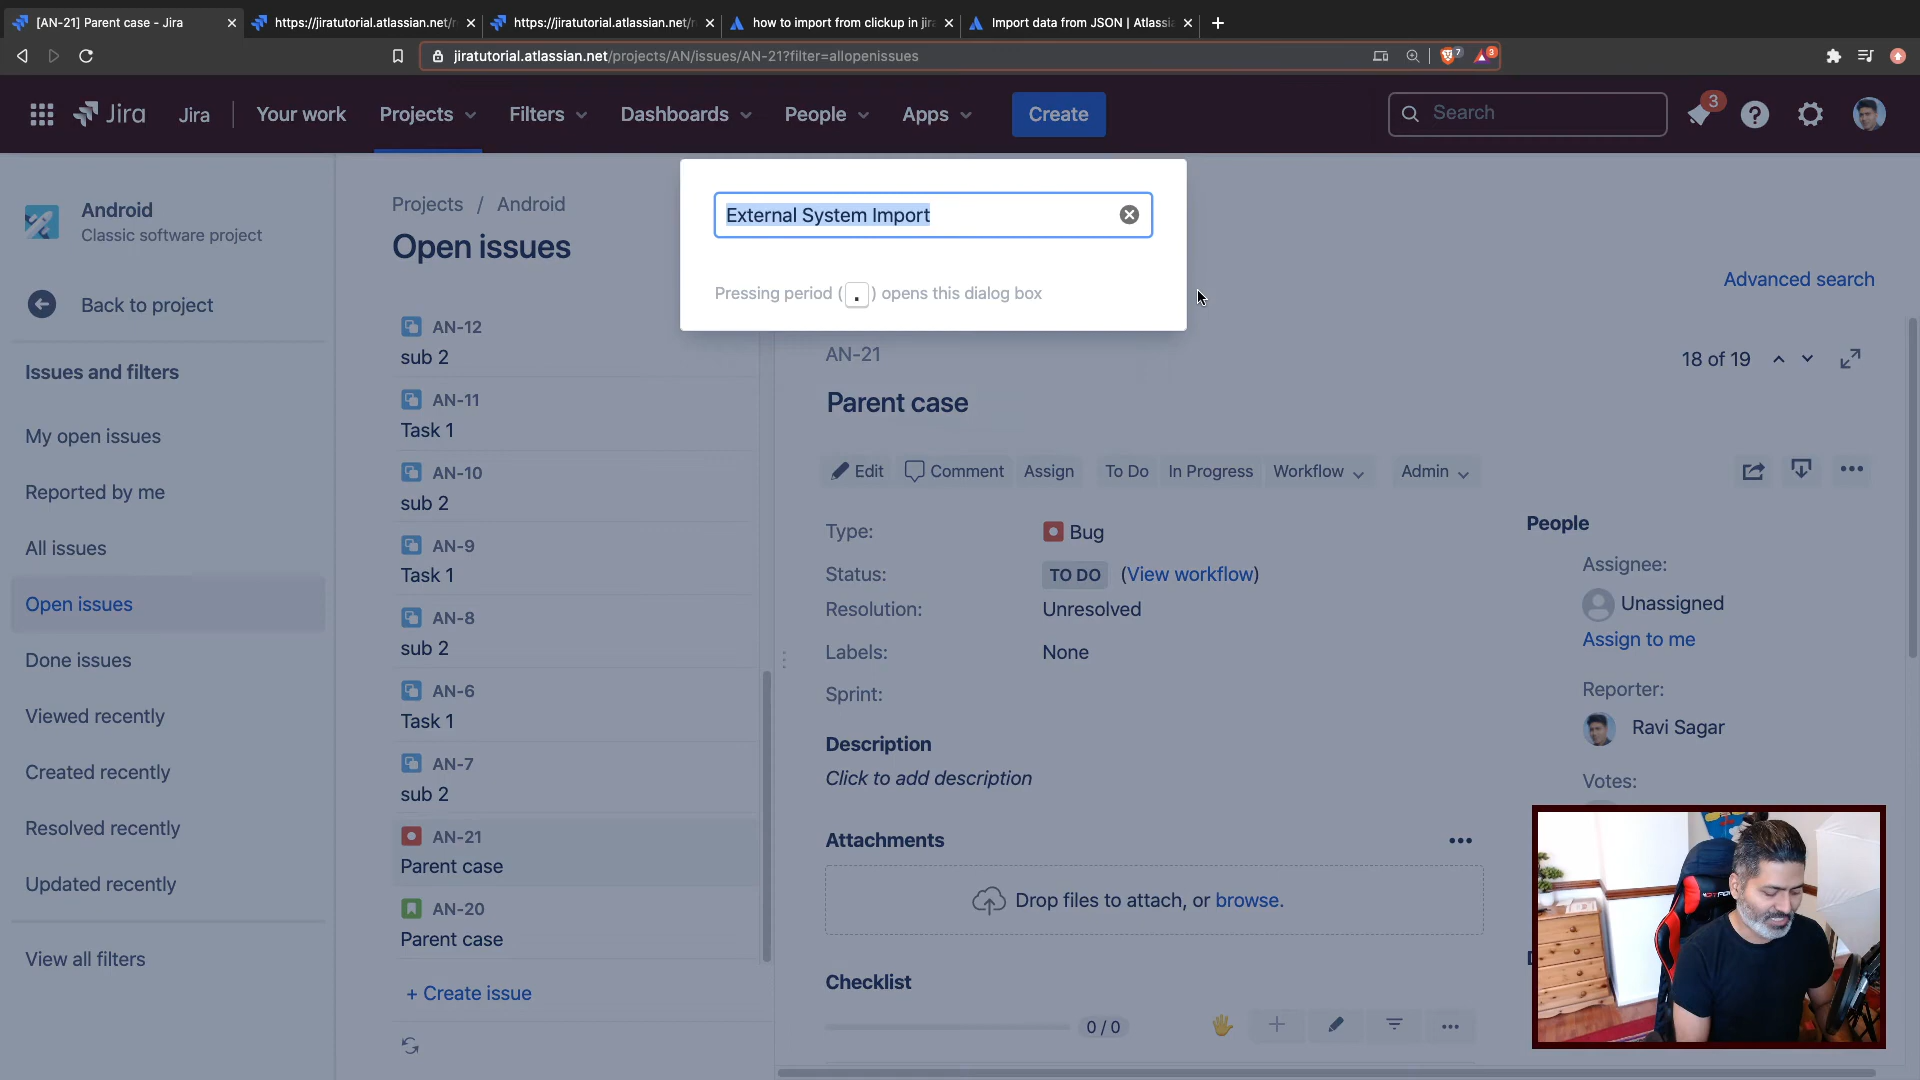 [AN-21] Parent case - Jira
https://jiratutorial.atlassian.net/r
https://jiratutorial.atlassian.net/r
how to import from clickup in jira
Import data from JSON | Atlassi
jiratutorial.atlassian.net/projects/AN/issues/AN-21?filter=allopenissues
7
3
Jira
Jira
Your work
Projects
Filters
Dashboards
People
Apps
Create
Search
3
Android
Classic software project
Back to project
Issues and filters
My open issues
Reported by me
All issues
Open issues
Done issues
Viewed recently
Created recently
Resolved recently
Updated recently
View all filters
Projects / Android
Open issues
External System Import
Pressing period ( . ) opens this dialog box
Advanced search
AN-12
sub 2
AN-11
Task 1
AN-10
sub 2
AN-9
Task 1
AN-8
sub 2
AN-6
Task 1
AN-7
sub 2
AN-21
Parent case
AN-20
Parent case
+ Create issue
AN-21
18 of 19
Parent case
Edit
Comment
Assign
To Do
In Progress
Workflow
Admin
Type:
Bug
Status:
TO DO (View workflow)
Resolution:
Unresolved
Labels:
None
Sprint:
Description
Click to add description
Attachments
Drop files to attach, or browse.
Checklist
0 / 0
People
Assignee:
Unassigned
Assign to me
Reporter:
Ravi Sagar
Votes: